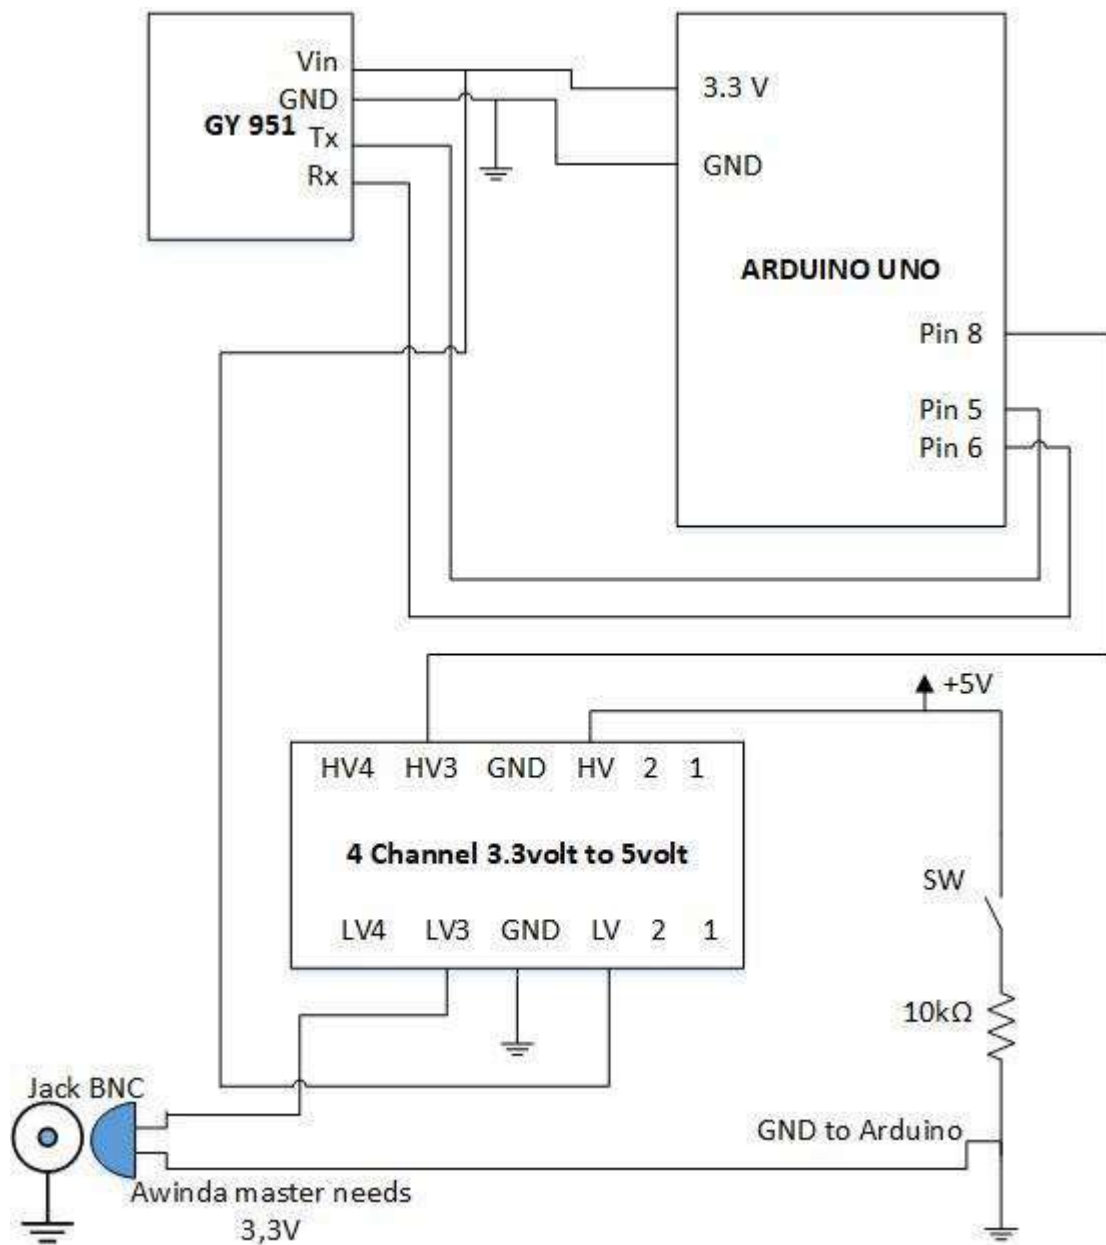 Vin
GND
GY 951
Tx
Rx
3.3 V
GND
ARDUINO UNO
Pin 8
Pin 5
Pin 6
+5V
HV4 HV3 GND HV 2 1
4 Channel 3.3volt to 5volt
LV4 LV3 GND LV 2 1
SW
10kΩ
Jack BNC
GND to Arduino
Awinda master needs
3,3V